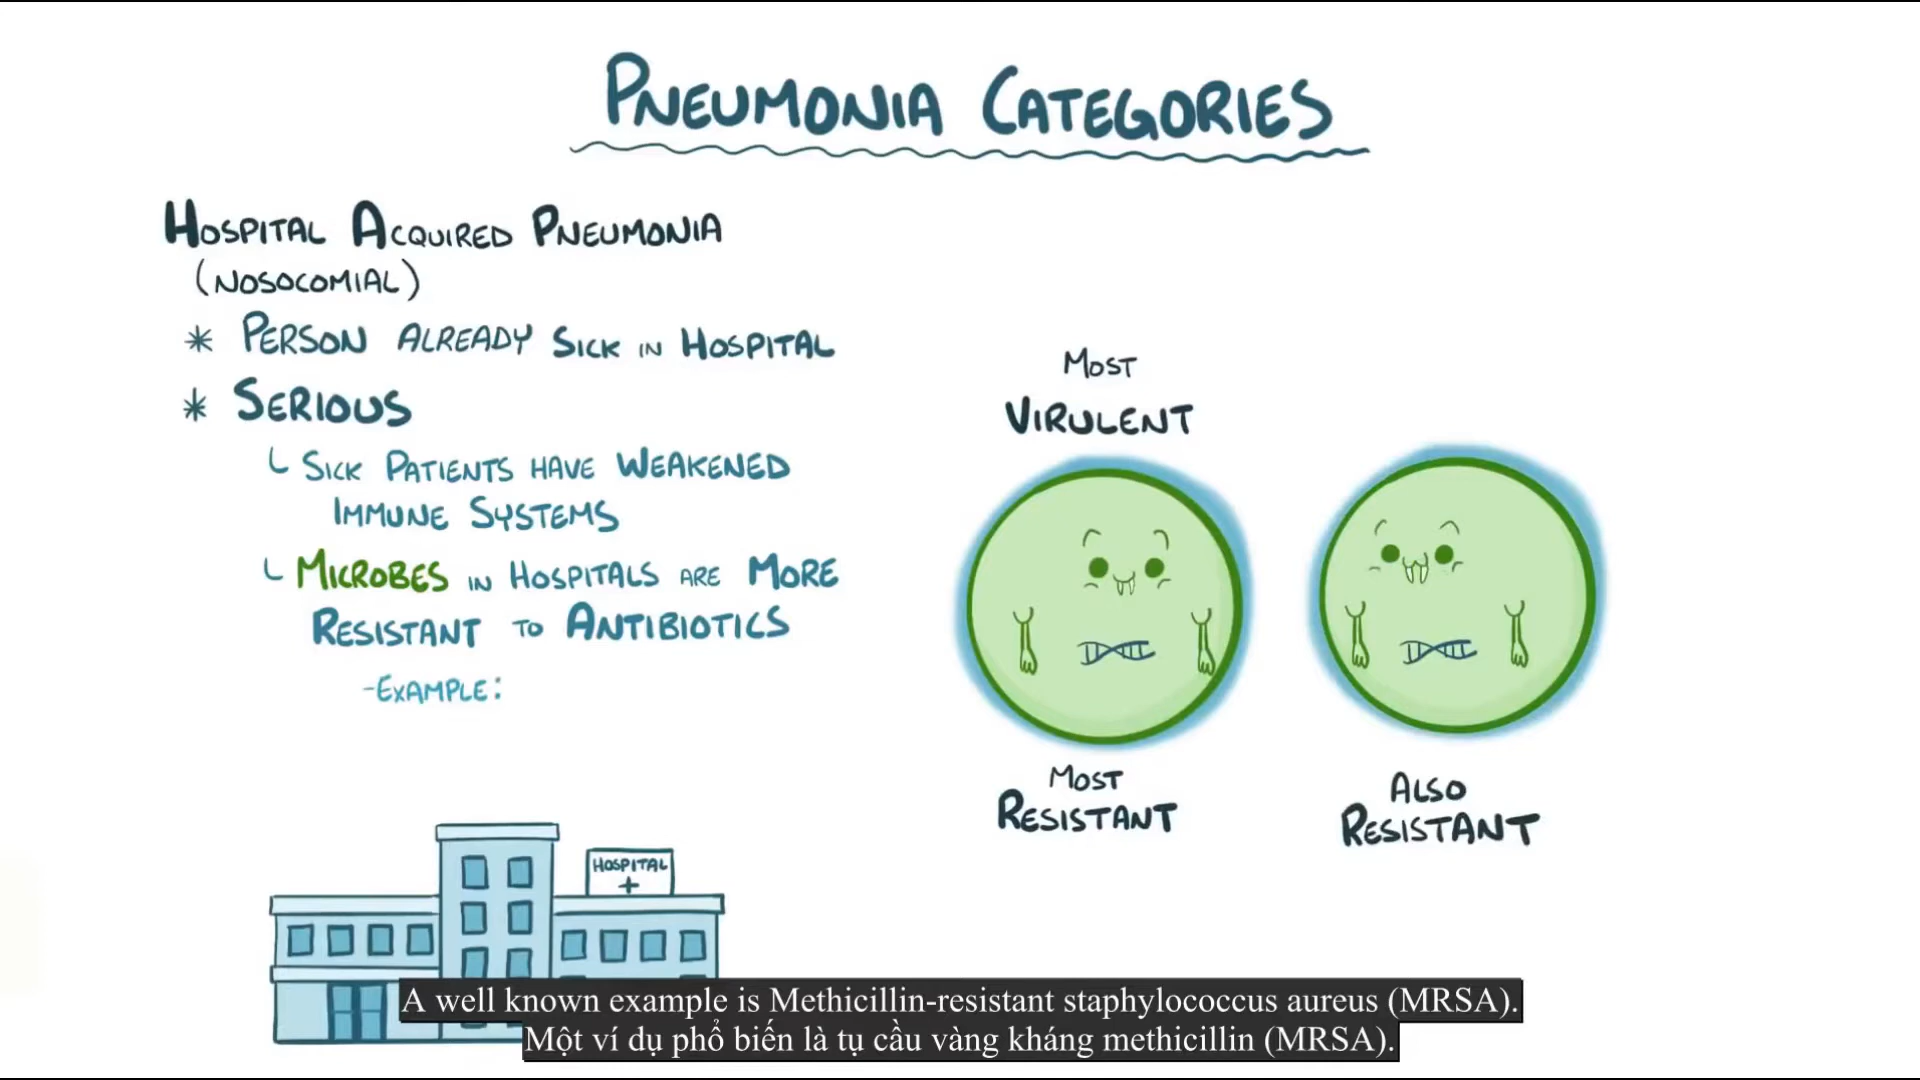 PNEUMONIA CATEGORIES
HOSPITAL ACQUIRED PNEUMONIA
(NOSOCOMIAL)
* PERSON ALREADY SICK IN HOSPITAL
* SERIOUS
SICK PATIENTS HAVE WEAKENED
IMMUNE SYSTEMS
MICROBES IN HOSPITALS ARE MORE
RESISTANT TO ANTIBIOTICS
-EXAMPLE:
MOST
VIRULENT
MOST
RESISTANT
ALSO
RESISTANT
HOSPITAL
+
A well known example is Methicillin-resistant staphylococcus aureus (MRSA).
Một ví dụ phổ biến là tụ cầu vàng kháng methicillin (MRSA).